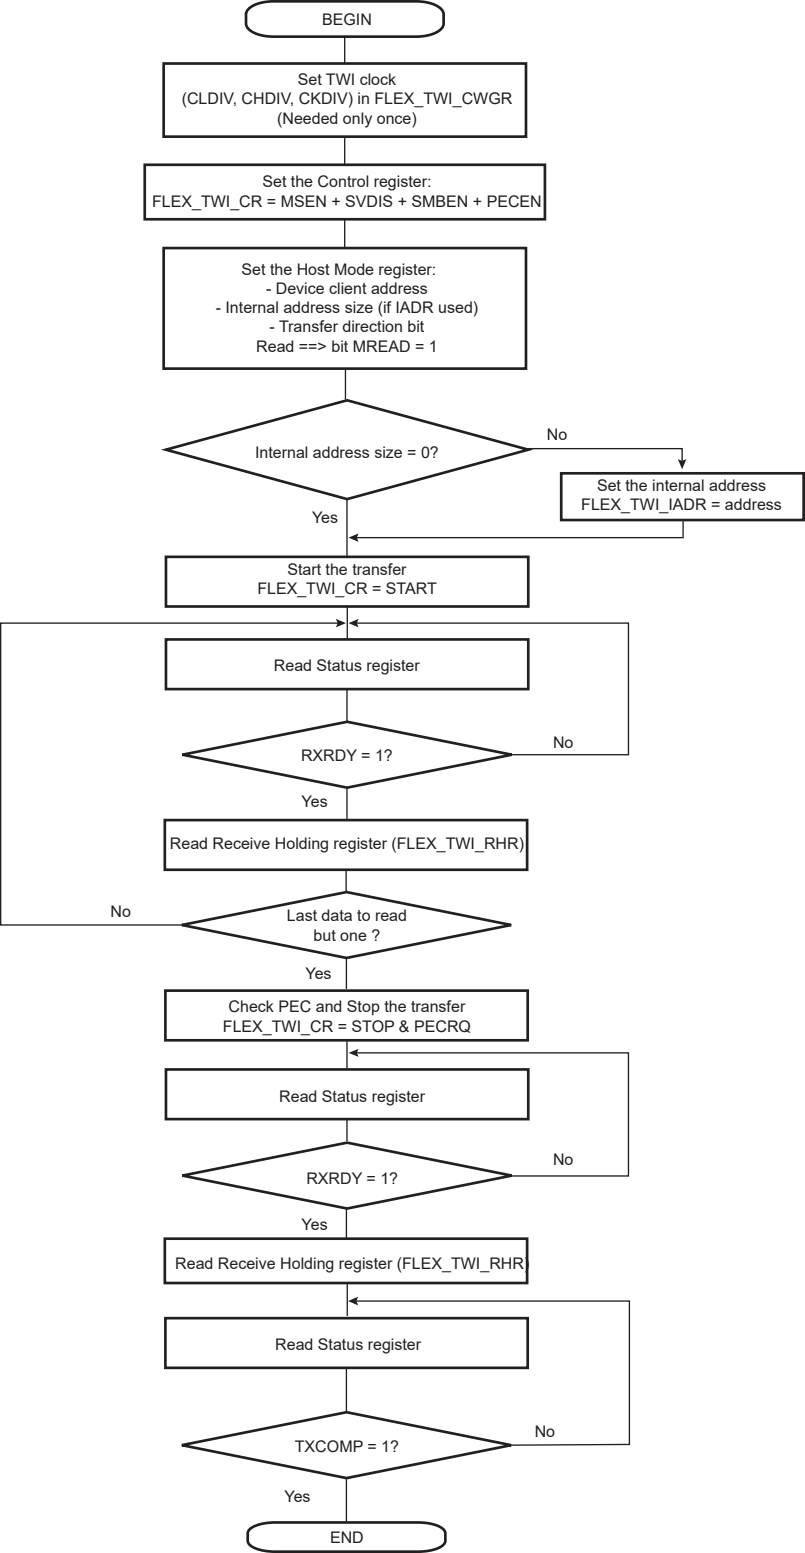 BEGIN
Set TWI clock
(CLDIV, CHDIV, CKDIV) in FLEX_TWI_CWGR
(Needed only once)
Set the Control register:
FLEX_TWI_CR = MSEN + SVDIS + SMBEN + PECEN
Set the Host Mode register:
- Device client address
- Internal address size (if IADR used)
- Transfer direction bit
Read ==> bit MREAD = 1
Internal address size = 0?
No
Set the internal address
FLEX_TWI_IADR = address
Yes
Start the transfer
FLEX_TWI_CR = START
Read Status register
RXRDY = 1?
No
Yes
Read Receive Holding register (FLEX_TWI_RHR)
Last data to read
but one ?
No
Yes
Check PEC and Stop the transfer
FLEX_TWI_CR = STOP & PECRQ
Read Status register
RXRDY = 1?
No
Yes
Read Receive Holding register (FLEX_TWI_RHR)
Read Status register
TXCOMP = 1?
No
Yes
END